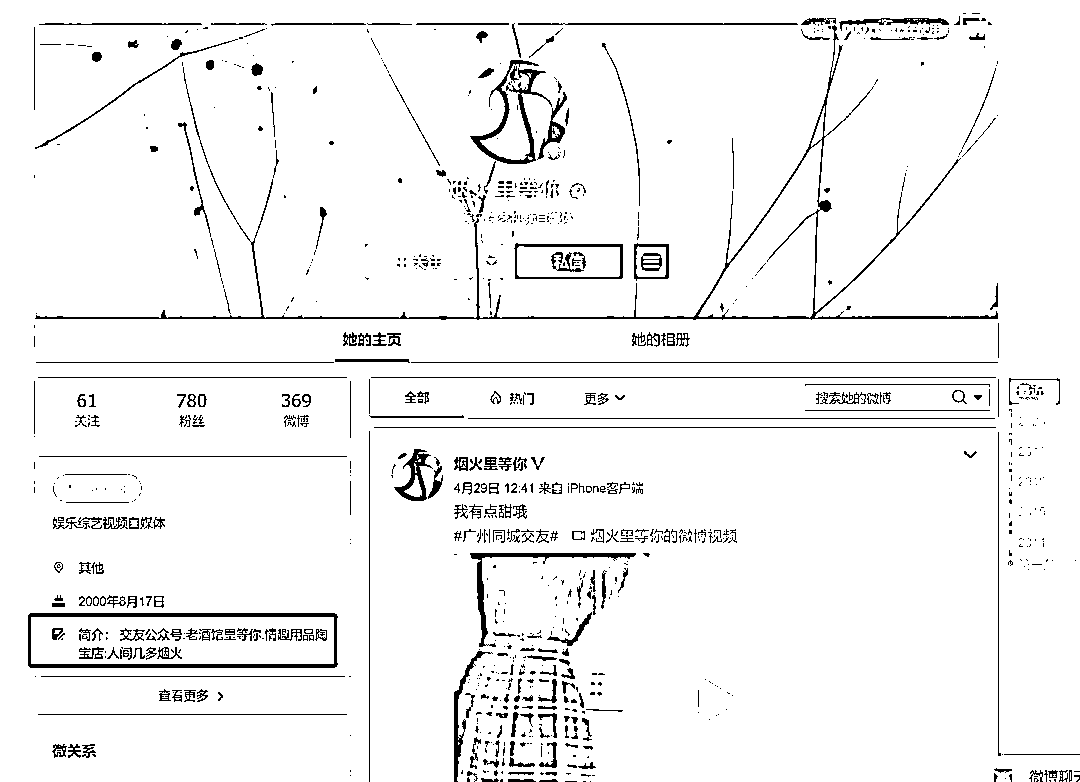 里等你
关注
私信
她的主页
她的相册
61
780
369
关注
粉丝
微博
全部
热门
更多
搜索她的微博
娱乐综艺视频自媒体
其他
2000年8月17日
简介： 交友公众号:老酒馆里等你.情趣用品陶
宝店:人间几多烟火
查看更多
微关系
烟火里等你
4月29日 12:41 来自 iPhone客户端
我有点甜哦
#广州同城交友# 烟火里等你的微博视频
微博聊天